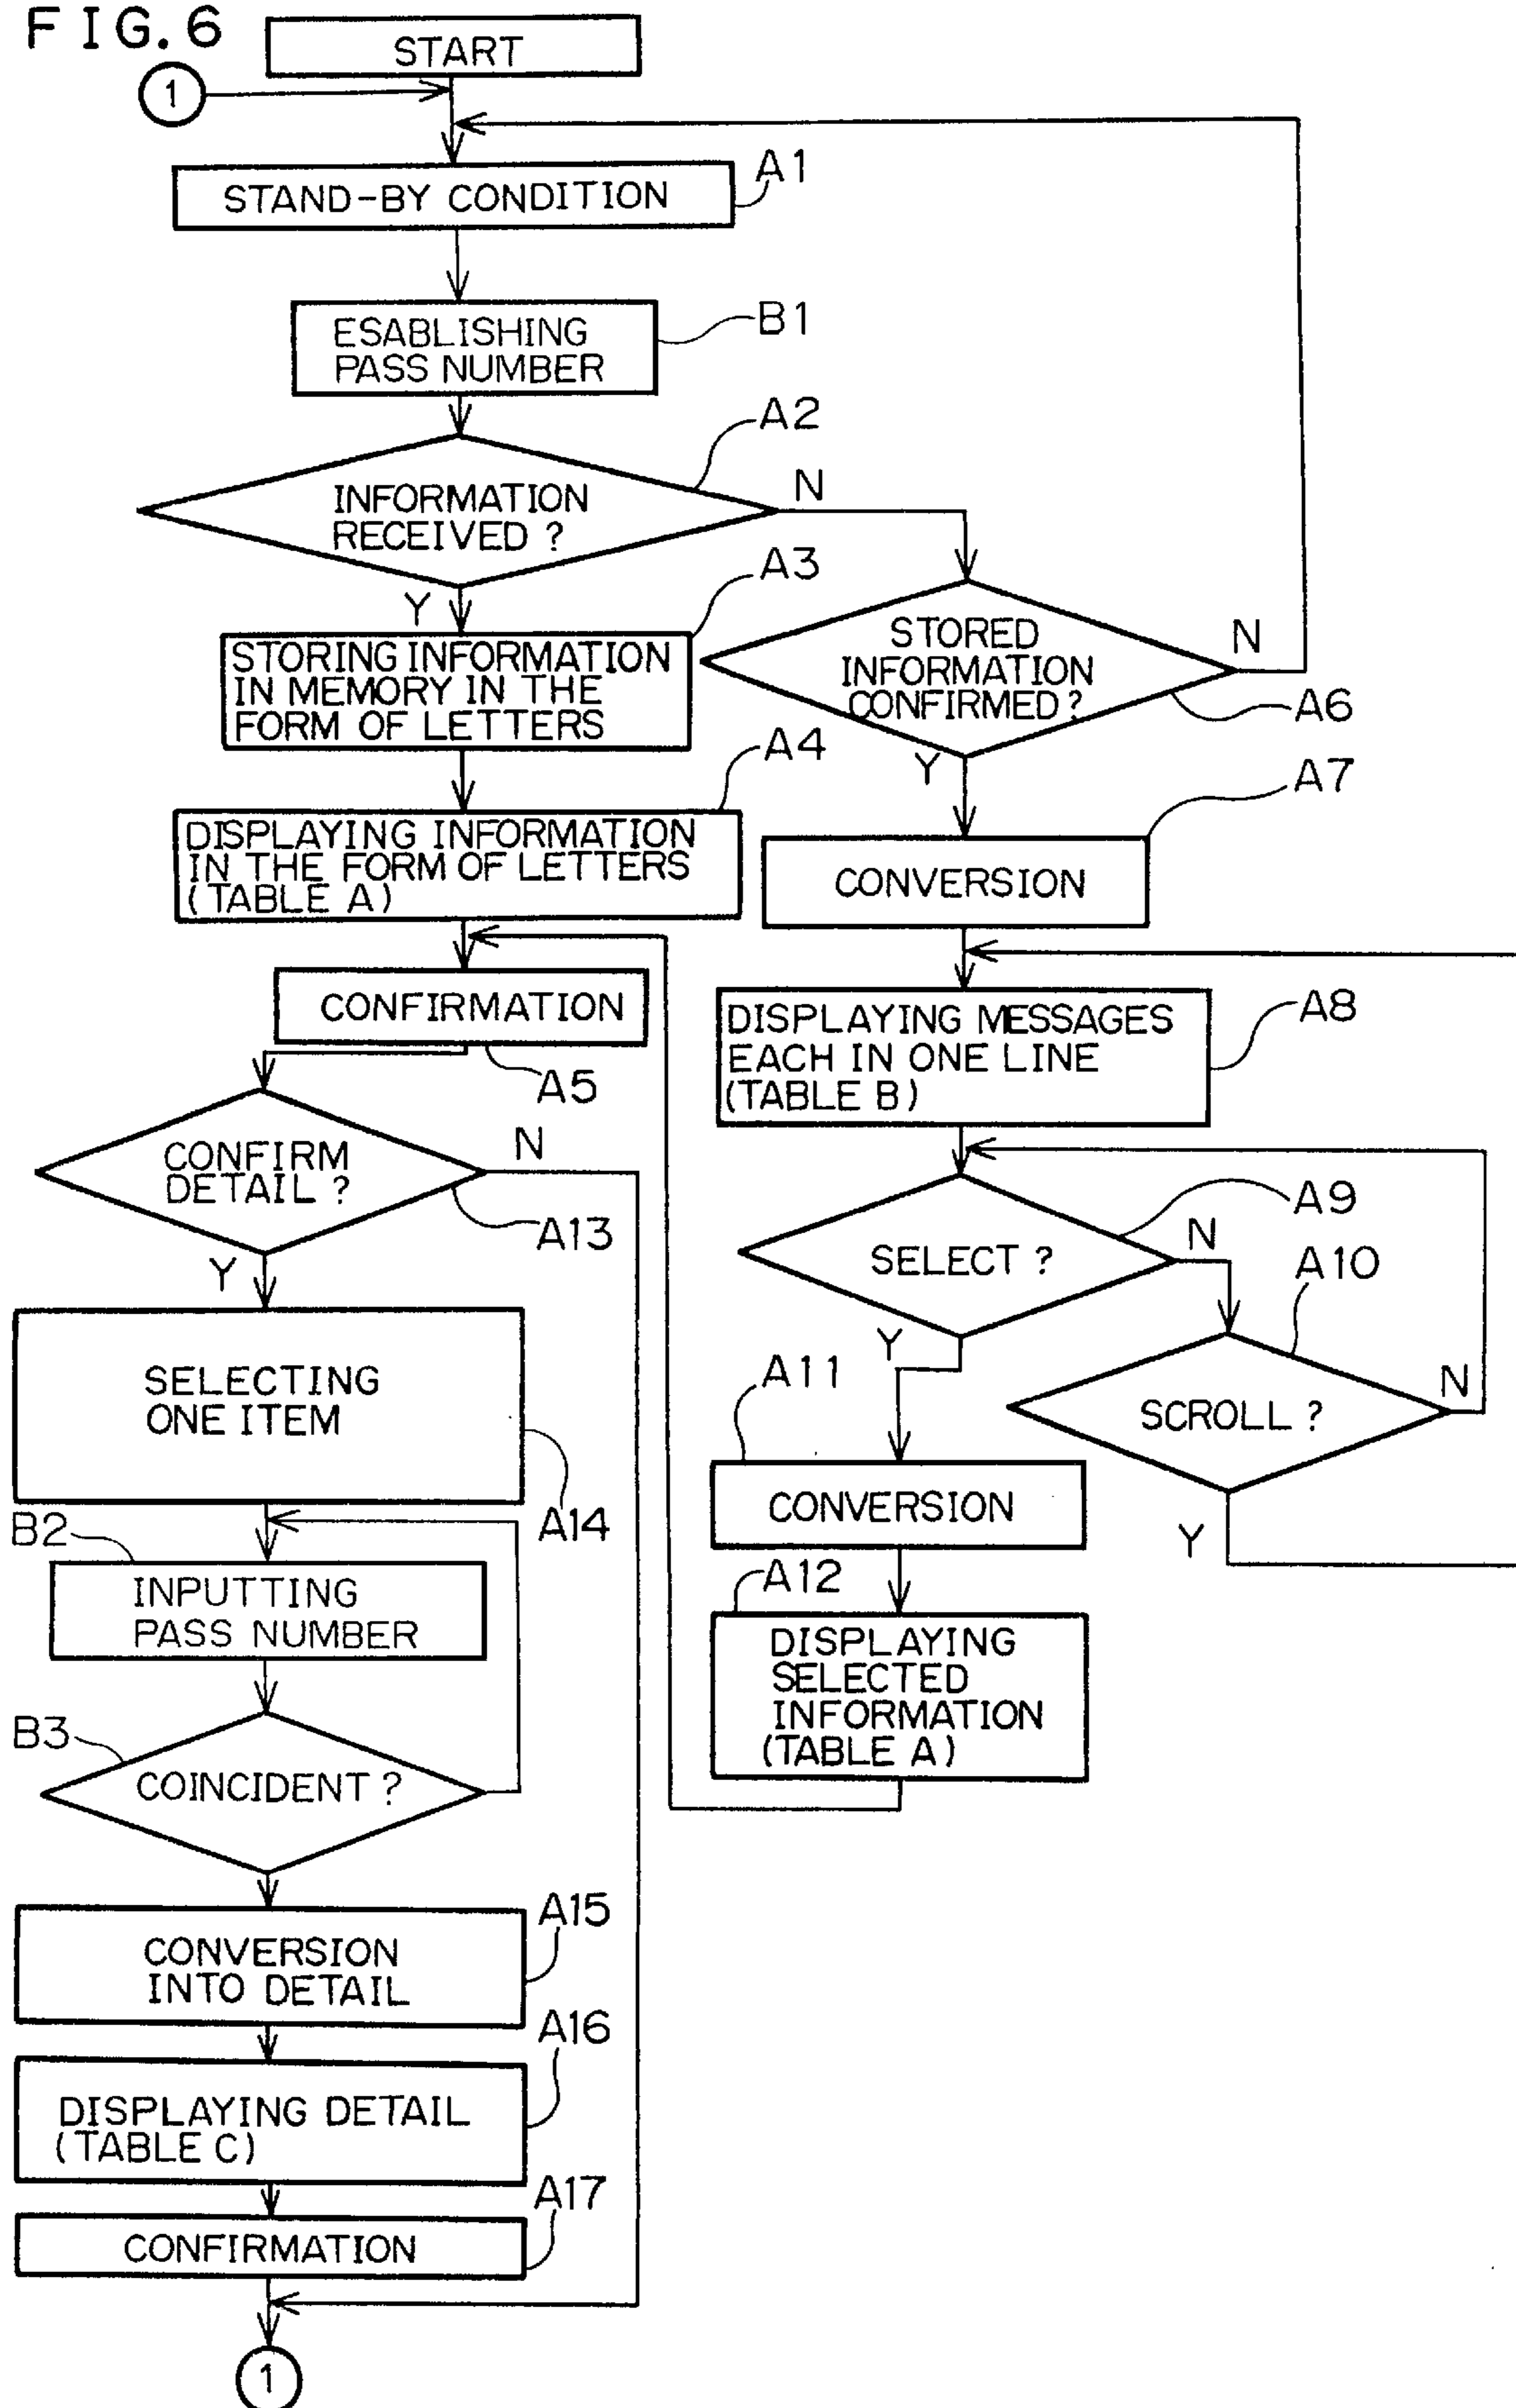 FIG.6
START
1
A1
STAND-BY CONDITION
B1
ESABLISHING
PASS NUMBER
A2
N
INFORMATION
RECEIVED ?
A3
Y
STORING INFORMATION
IN MEMORY IN THE
FORM OF LETTERS
STORED
INFORMATION
CONFIRMED ?
N
A6
A4
Y
A7
DISPLAYING INFORMATION
IN THE FORM OF LETTERS
(TABLE A)
CONVERSION
CONFIRMATION
A5
DISPLAYING MESSAGES
EACH IN ONE LINE
(TABLE B)
A8
CONFIRM
DETAIL ?
N
A13
Y
SELECT ?
A9
N
A10
Y
SELECTING
ONE ITEM
A14
A11
SCROLL ?
N
Y
CONVERSION
B2
INPUTTING
PASS NUMBER
A12
DISPLAYING
SELECTED
INFORMATION
(TABLE A)
B3
COINCIDENT ?
A15
CONVERSION
INTO DETAIL
A16
DISPLAYING DETAIL
(TABLE C)
A17
CONFIRMATION
1